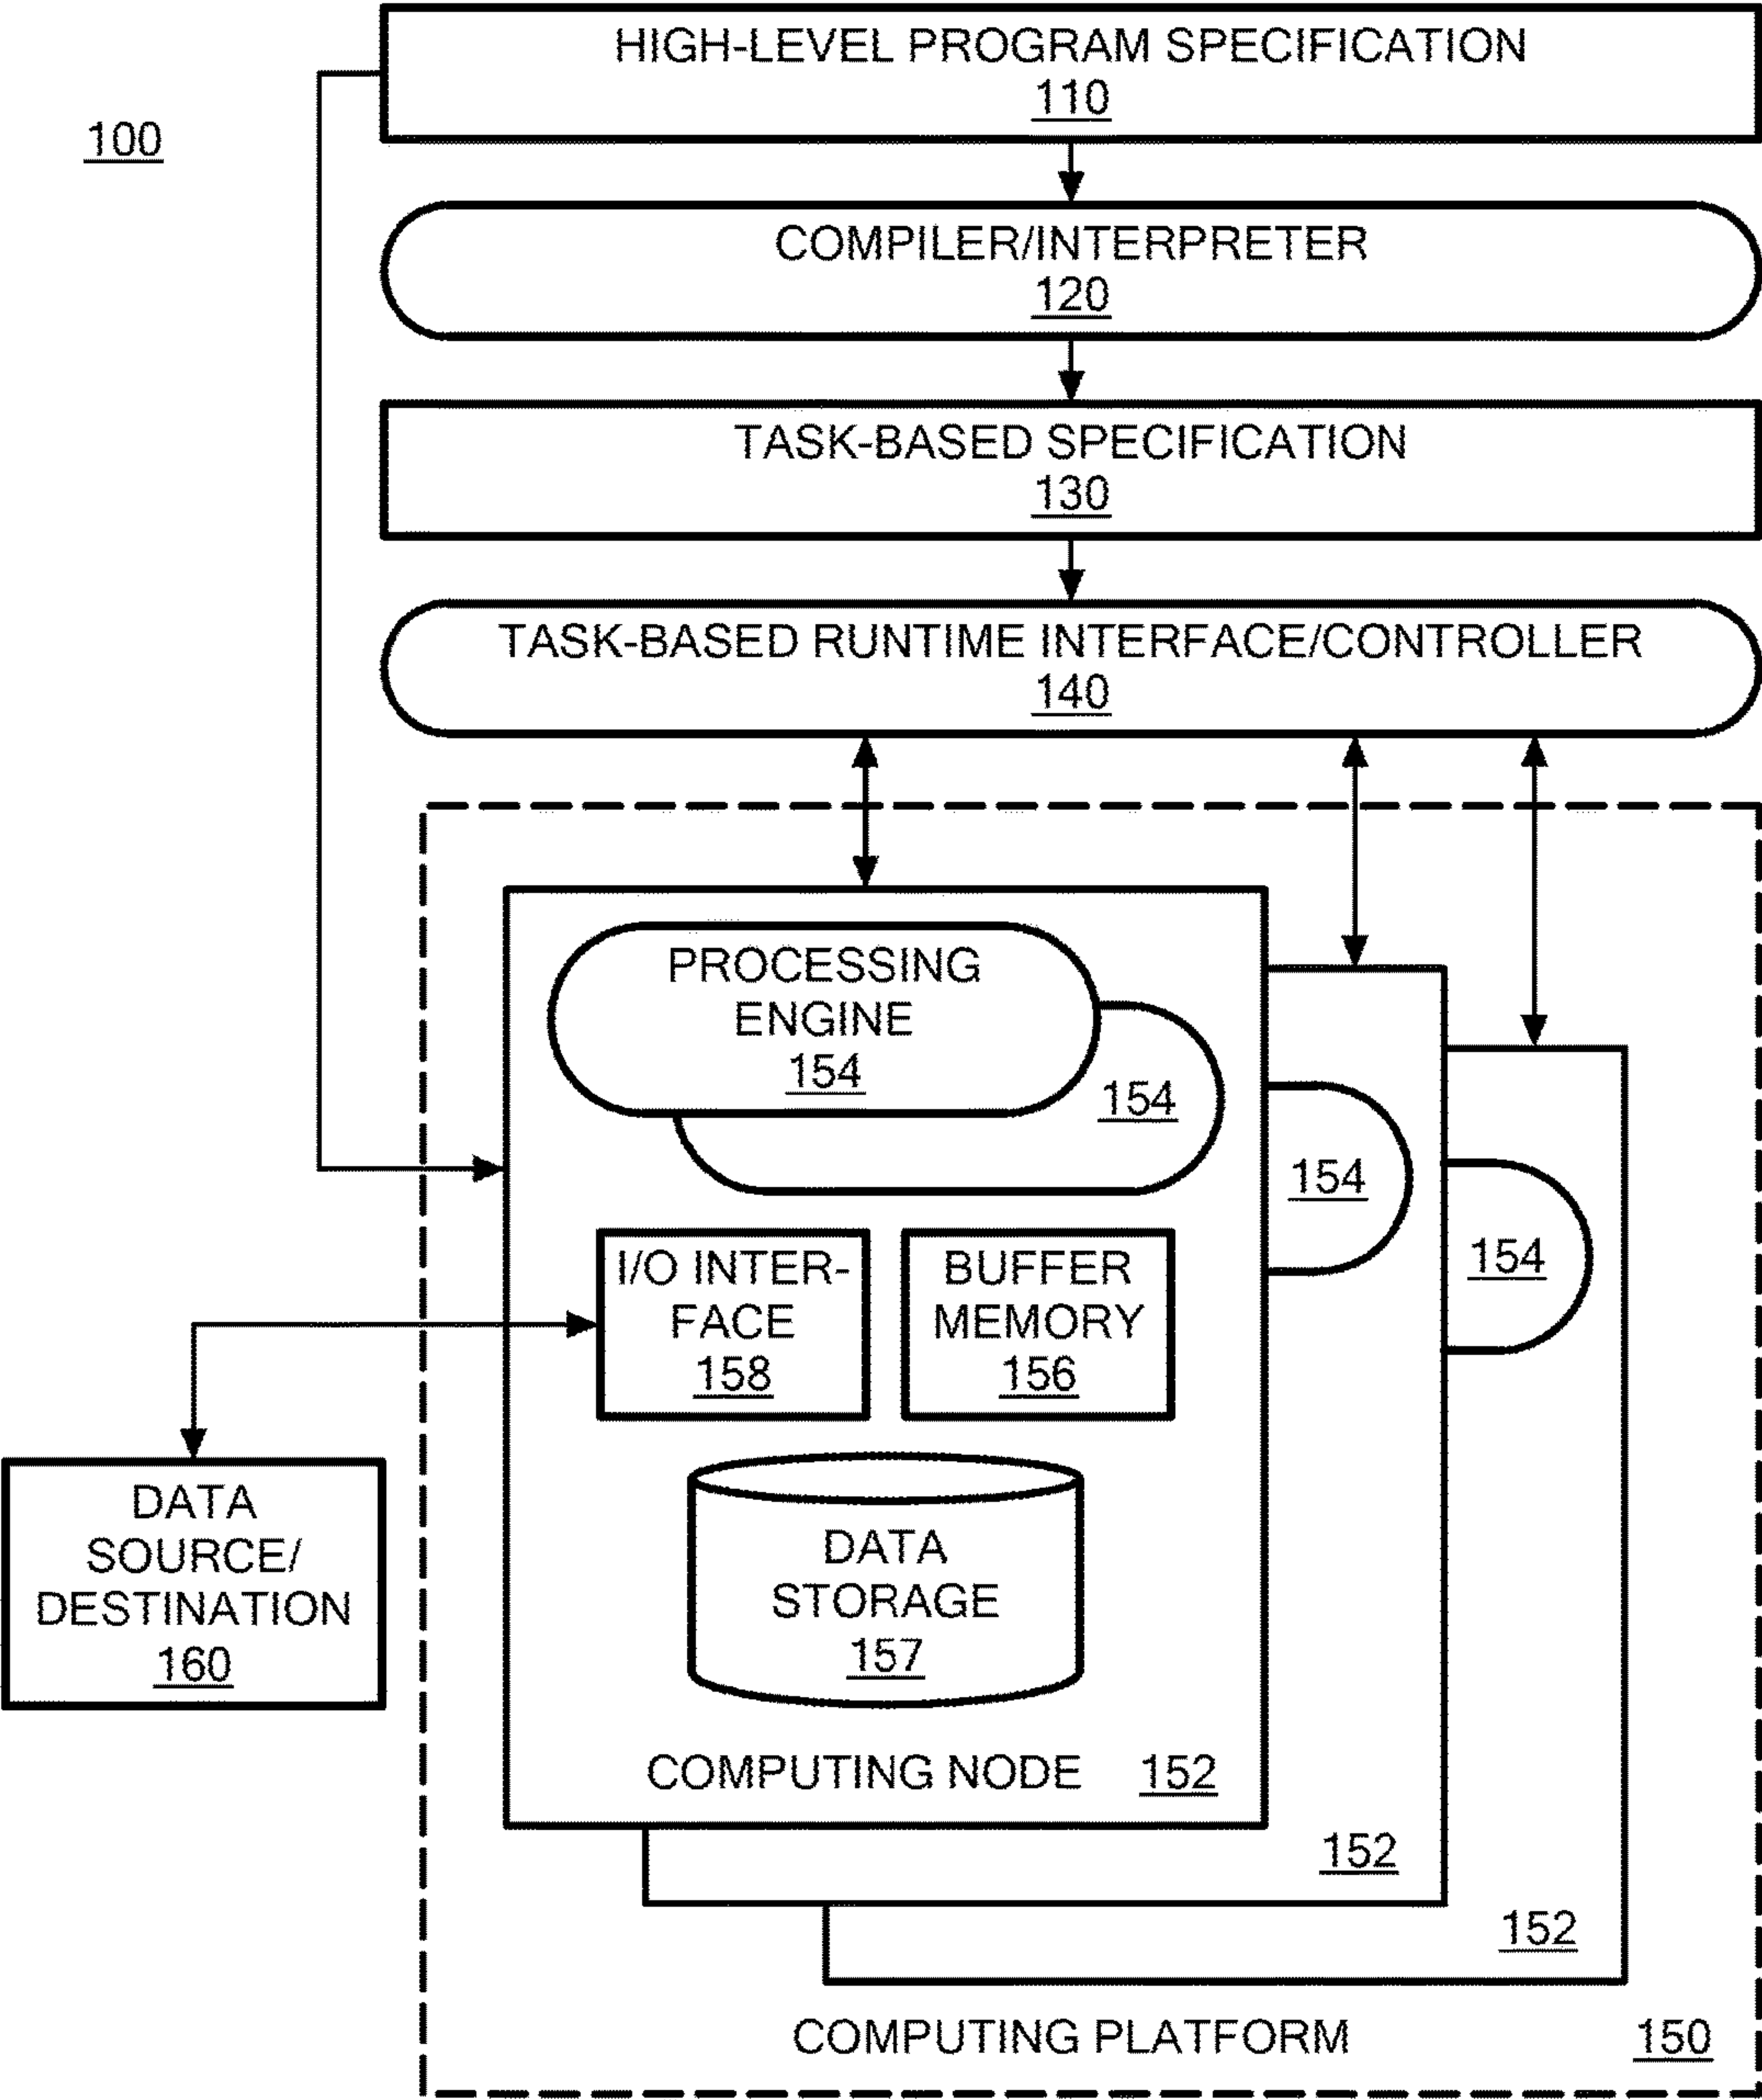 HIGH-LEVEL PROGRAM SPECIFICATION
110
100
COMPILER/INTERPRETER
120
TASK-BASED SPECIFICATION
130
TASK-BASED RUNTIME INTERFACE/CONTROLLER
140
PROCESSING
ENGINE
154
154
154
154
I/O INTER-
FACE
158
BUFFER
MEMORY
156
DATA
STORAGE
157
DATA
SOURCE/
DESTINATION
160
COMPUTING NODE 152
152
152
COMPUTING PLATFORM 150